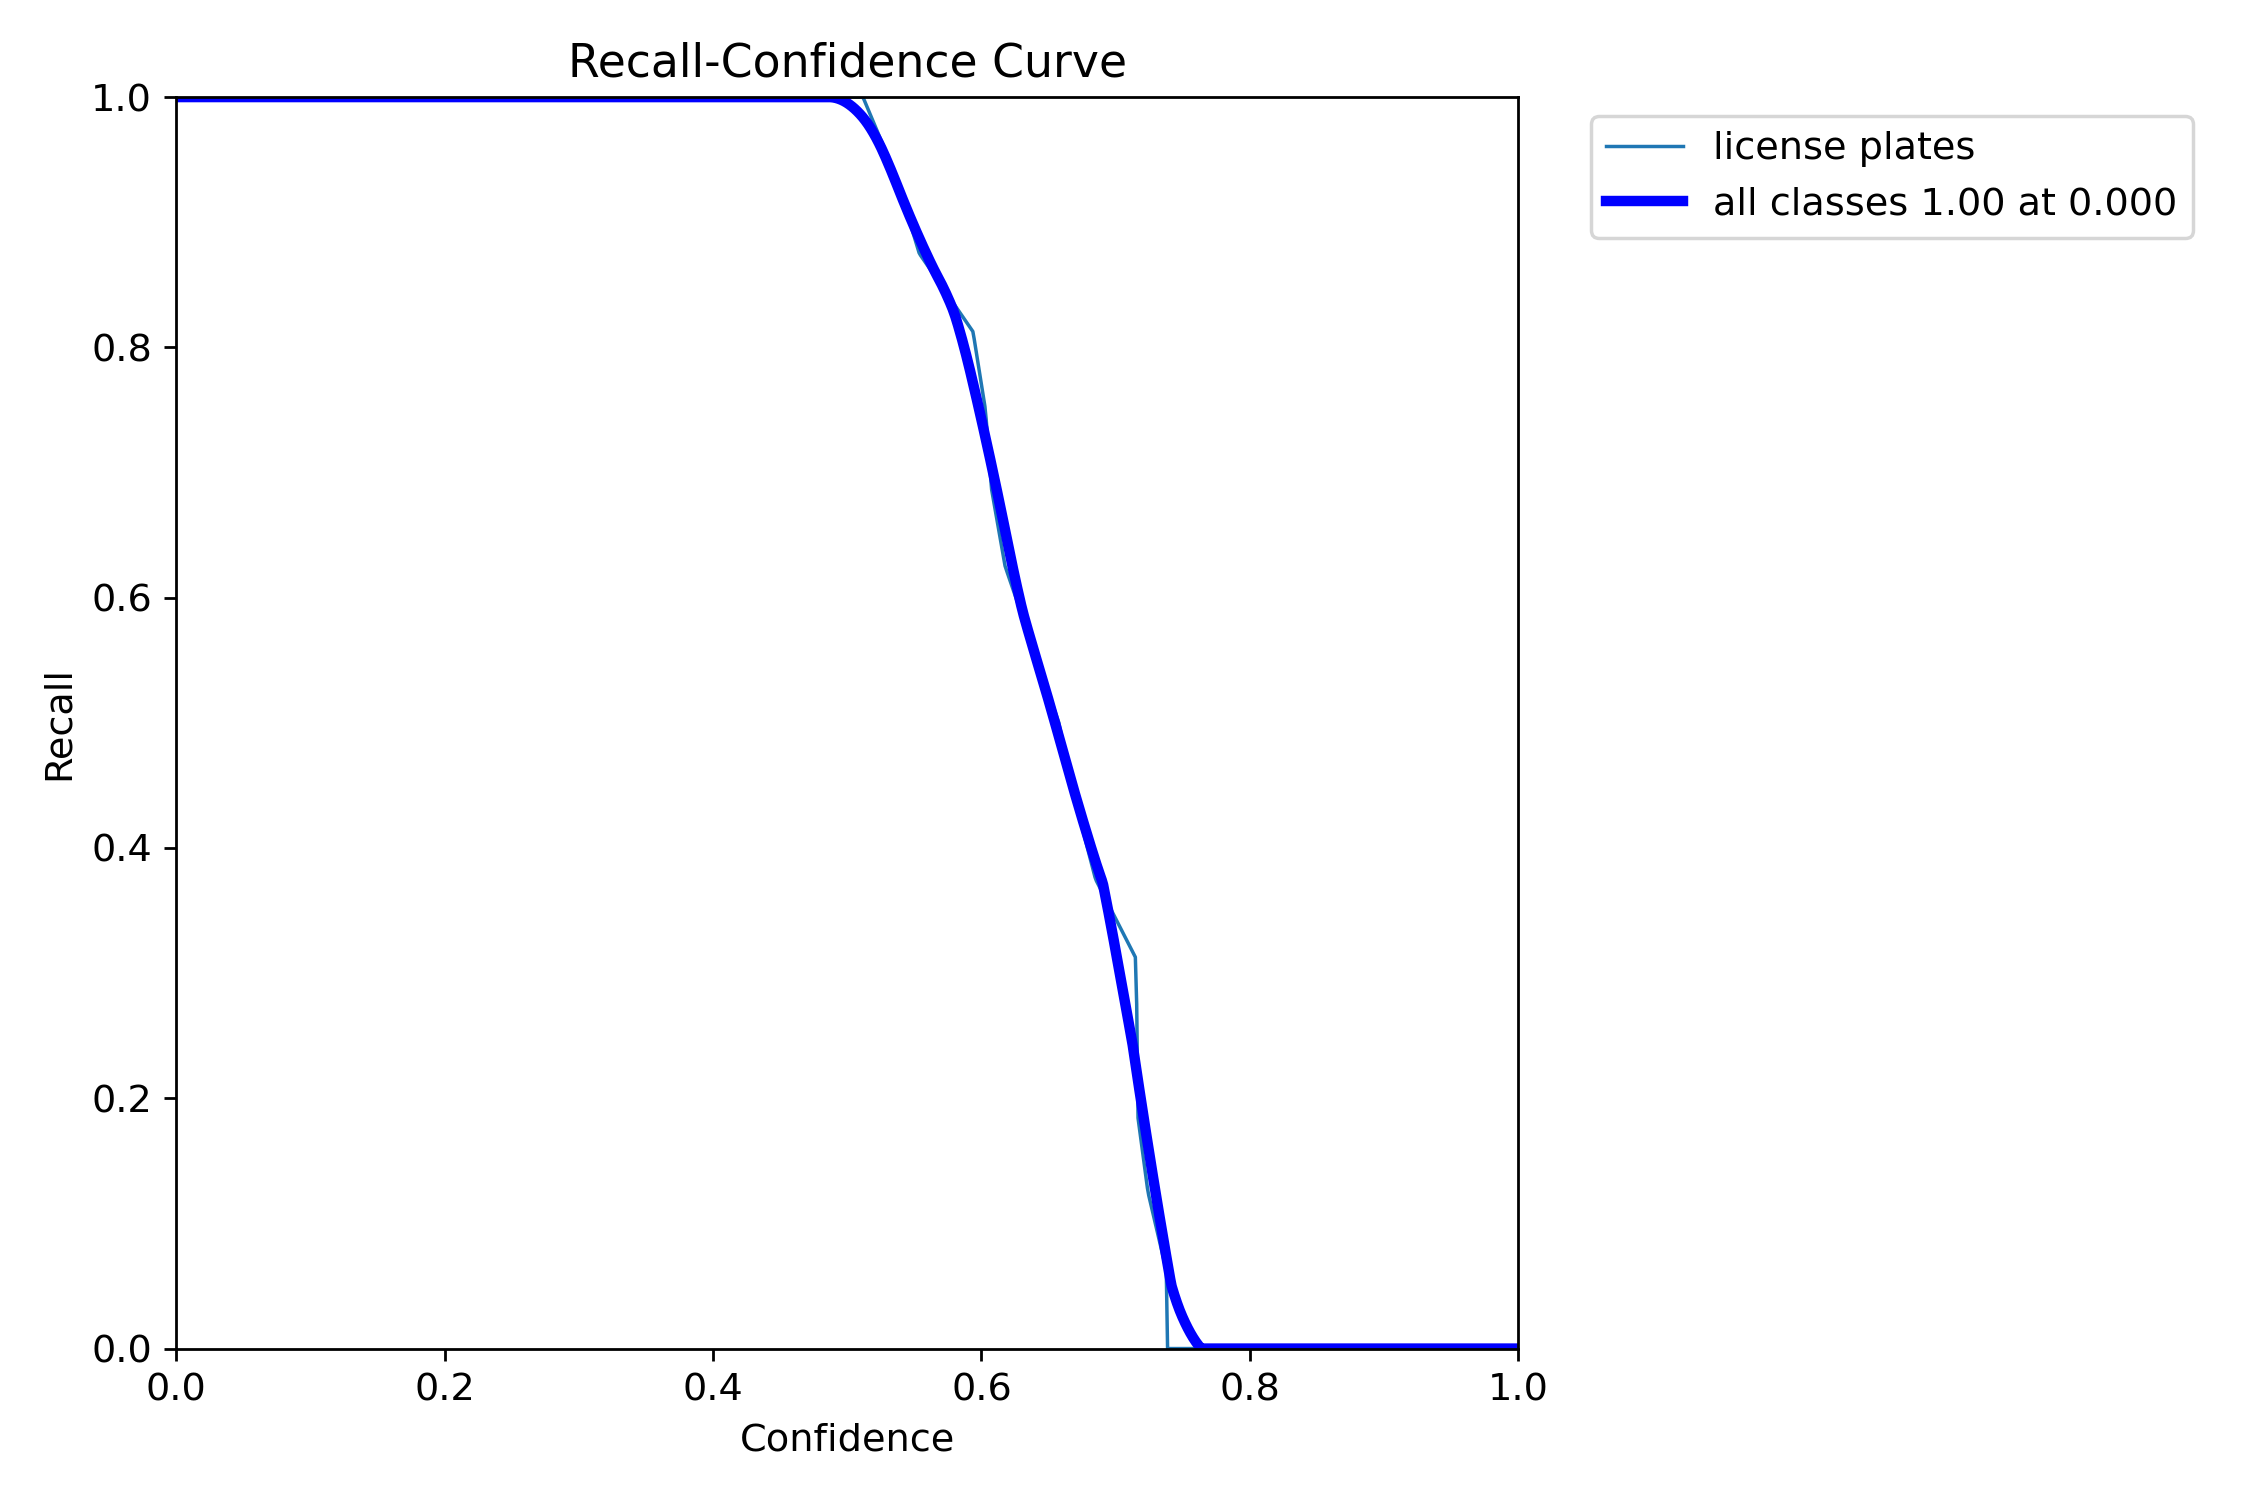 Recall-Confidence Curve
1.0
0.8
0.6
0.4
0.2
0.0
Recall
0.0 0.2 0.4 0.6 0.8 1.0
Confidence
license plates
all classes 1.00 at 0.000